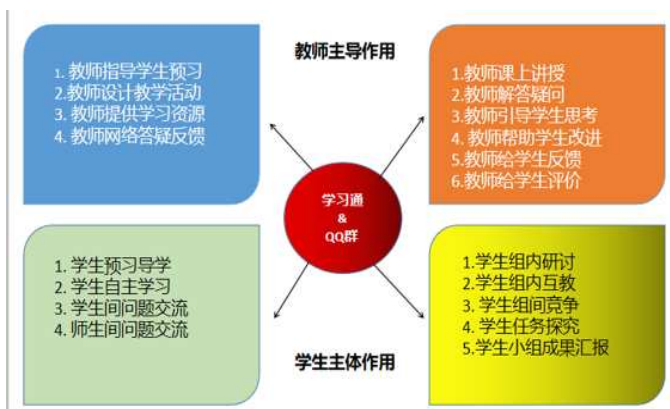 教师主导作用
1. 教师指导学生预习
2.教师设计教学活动
3. 教师提供学习资源
4. 教师网络答疑反馈
1.教师课上讲授
2.教师解答疑问
3.教师引导学生思考
4. 教师帮助学生改进
5.教师给学生反馈
6.教师给学生评价
学习通
&
QQ群
1. 学生预习导学
2. 学生自主学习
3. 学生间问题交流
4. 师生间问题交流
1.学生组内研讨
2.学生组内互教
3. 学生组间竞争
4. 学生任务探究
5.学生小组成果汇报
学生主体作用